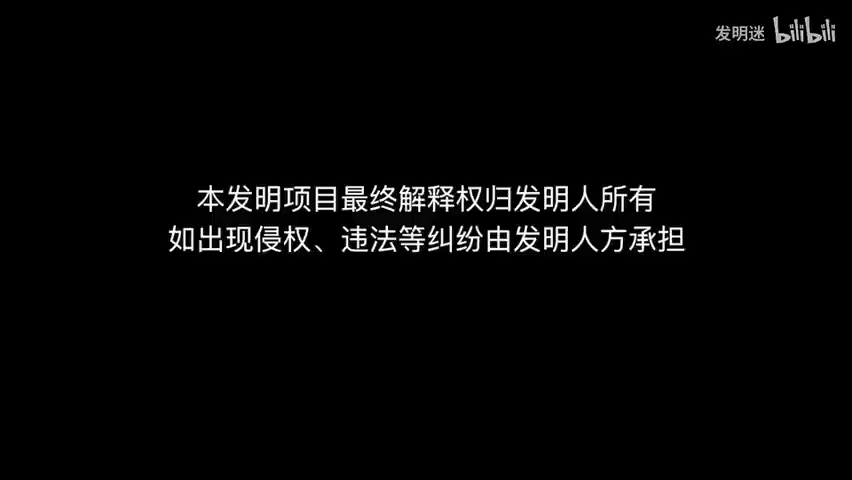 发明迷 bilibili
本发明项目最终解释权归发明人所有
如出现侵权、违法等纠纷由发明人方承担